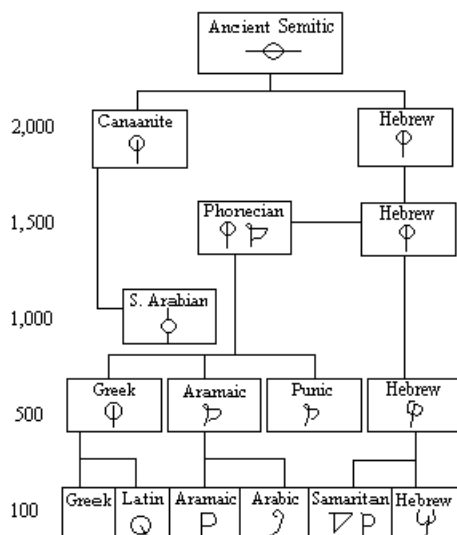 Ancient Semitic
2,000
Canaanite
Hebrew
1,500
Phonecian
Hebrew
1,000
S. Arabian
500
Greek
Aramaic
Punic
Hebrew
100
Greek
Latin
Aramaic
Arabic
Samaritan
Hebrew